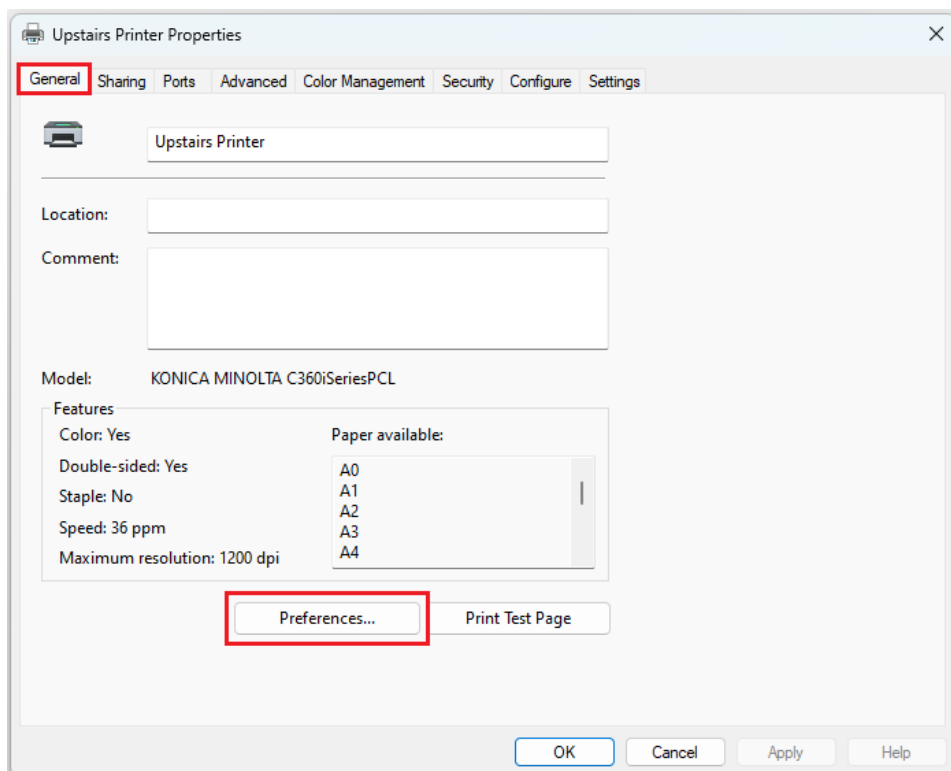 Upstairs Printer Properties
General Sharing Ports Advanced Color Management Security Configure Settings
Upstairs Printer
Location:
Comment:
Model: KONICA MINOLTA C360iSeriesPCL
Features
Color: Yes
Double-sided: Yes
Staple: No
Speed: 36 ppm
Maximum resolution: 1200 dpi
Paper available:
A0
A1
A2
A3
A4
Preferences... Print Test Page
OK Cancel Apply Help